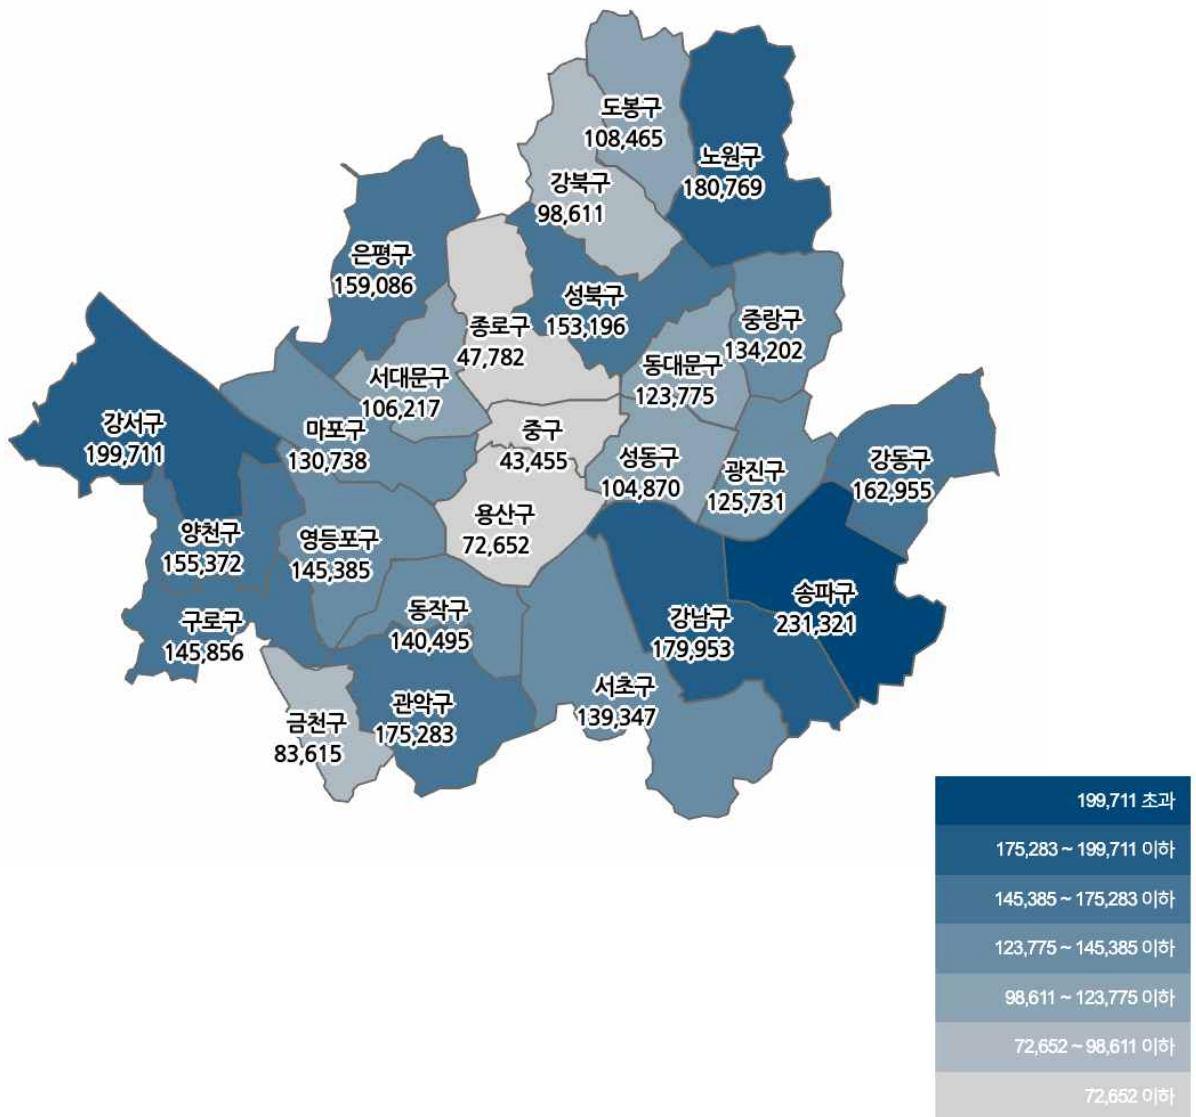 도봉구
108,465
노원구
180,769
강북구
98,611
은평구
159,086
성북구
153,196
중랑구
134,202
종로구
47,782
동대문구
123,775
서대문구
106,217
강서구
199,711
마포구
130,738
중구
43,455
성동구
104,870
광진구
125,731
강동구
162,955
용산구
72,652
양천구
155,372
영등포구
145,385
송파구
231,321
동작구
140,495
강남구
179,953
구로구
145,856
서초구
139,347
관악구
175,283
금천구
83,615
199,711 초과
175,283 ~ 199,711 이하
145,385 ~ 175,283 이하
123,775 ~ 145,385 이하
98,611 ~ 123,775 이하
72,652 ~ 98,611 이하
72,652 이하